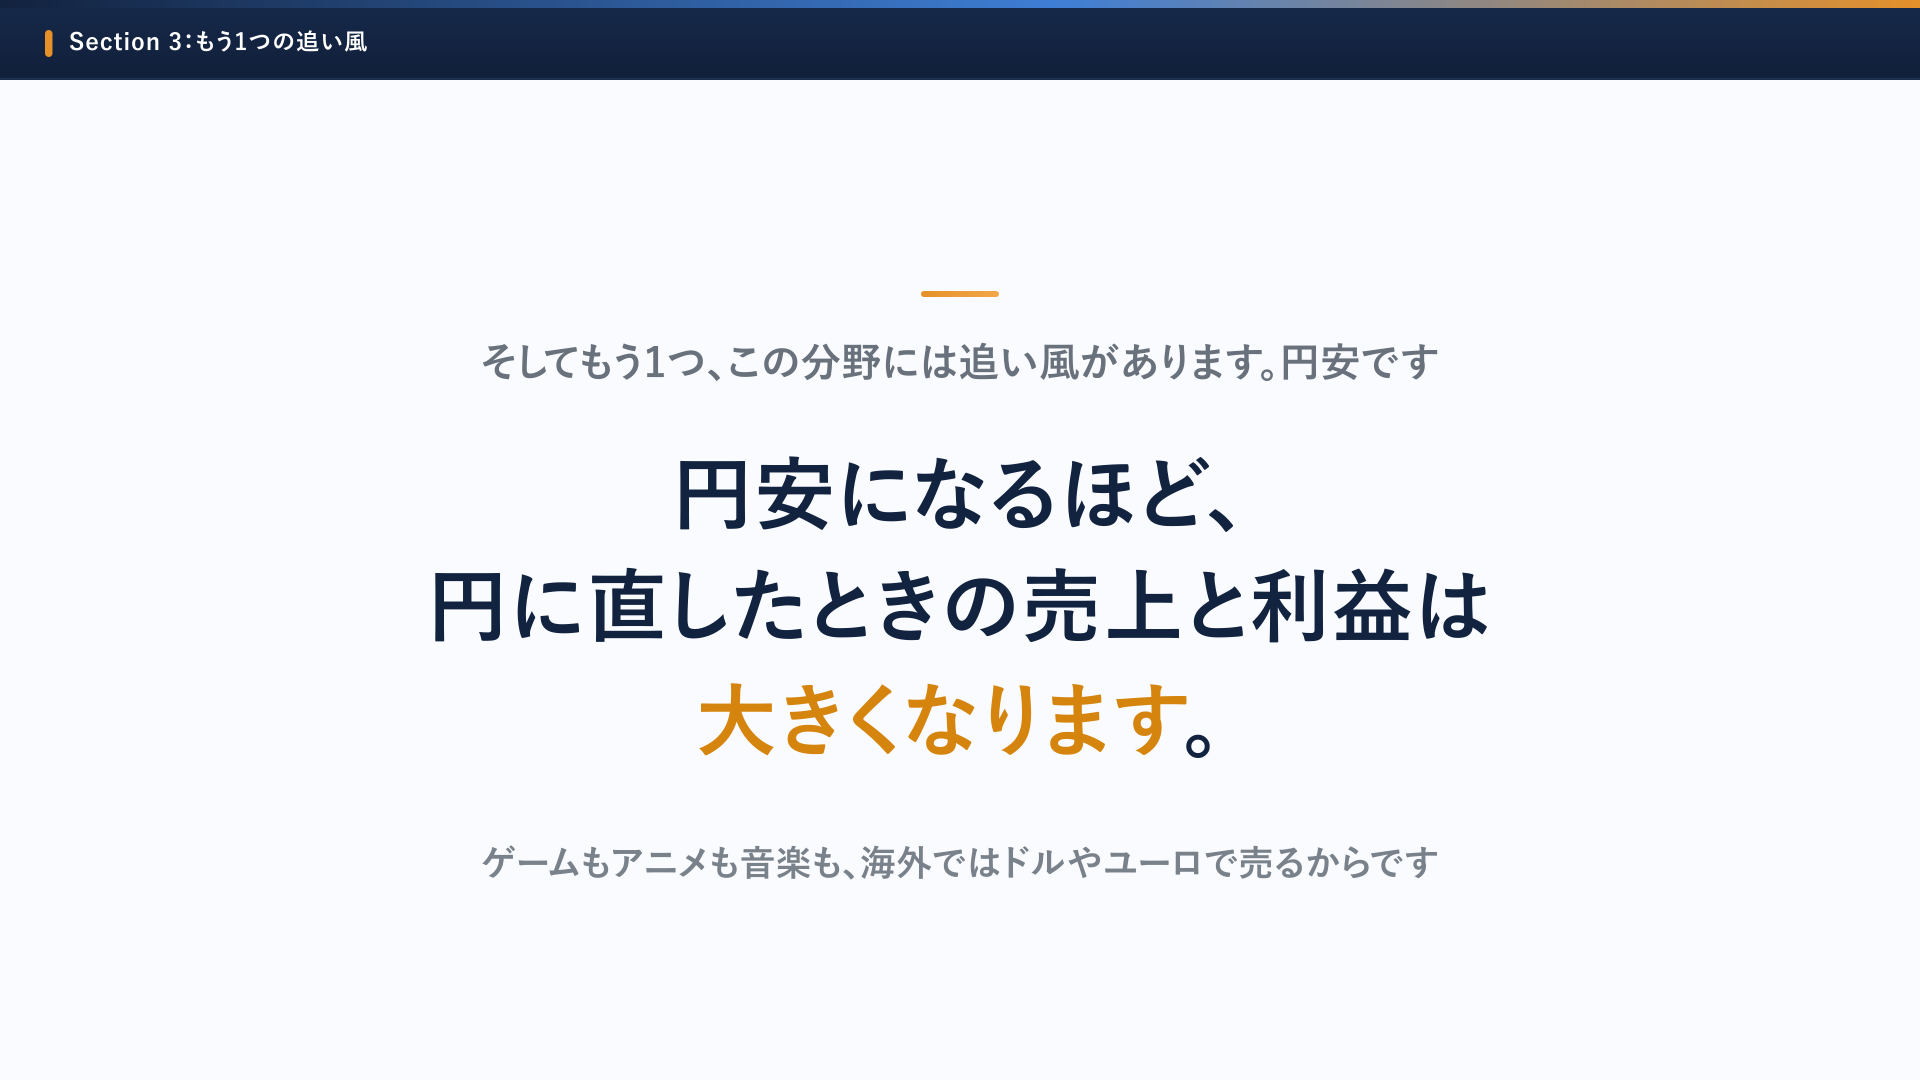 Section 3：もう1つの追い風
そしてもう1つ、この分野には追い風があります。円安です
円安になるほど、
円に直したときの売上と利益は
大きくなります。
ゲームもアニメも音楽も、海外ではドルやユーロで売るからです